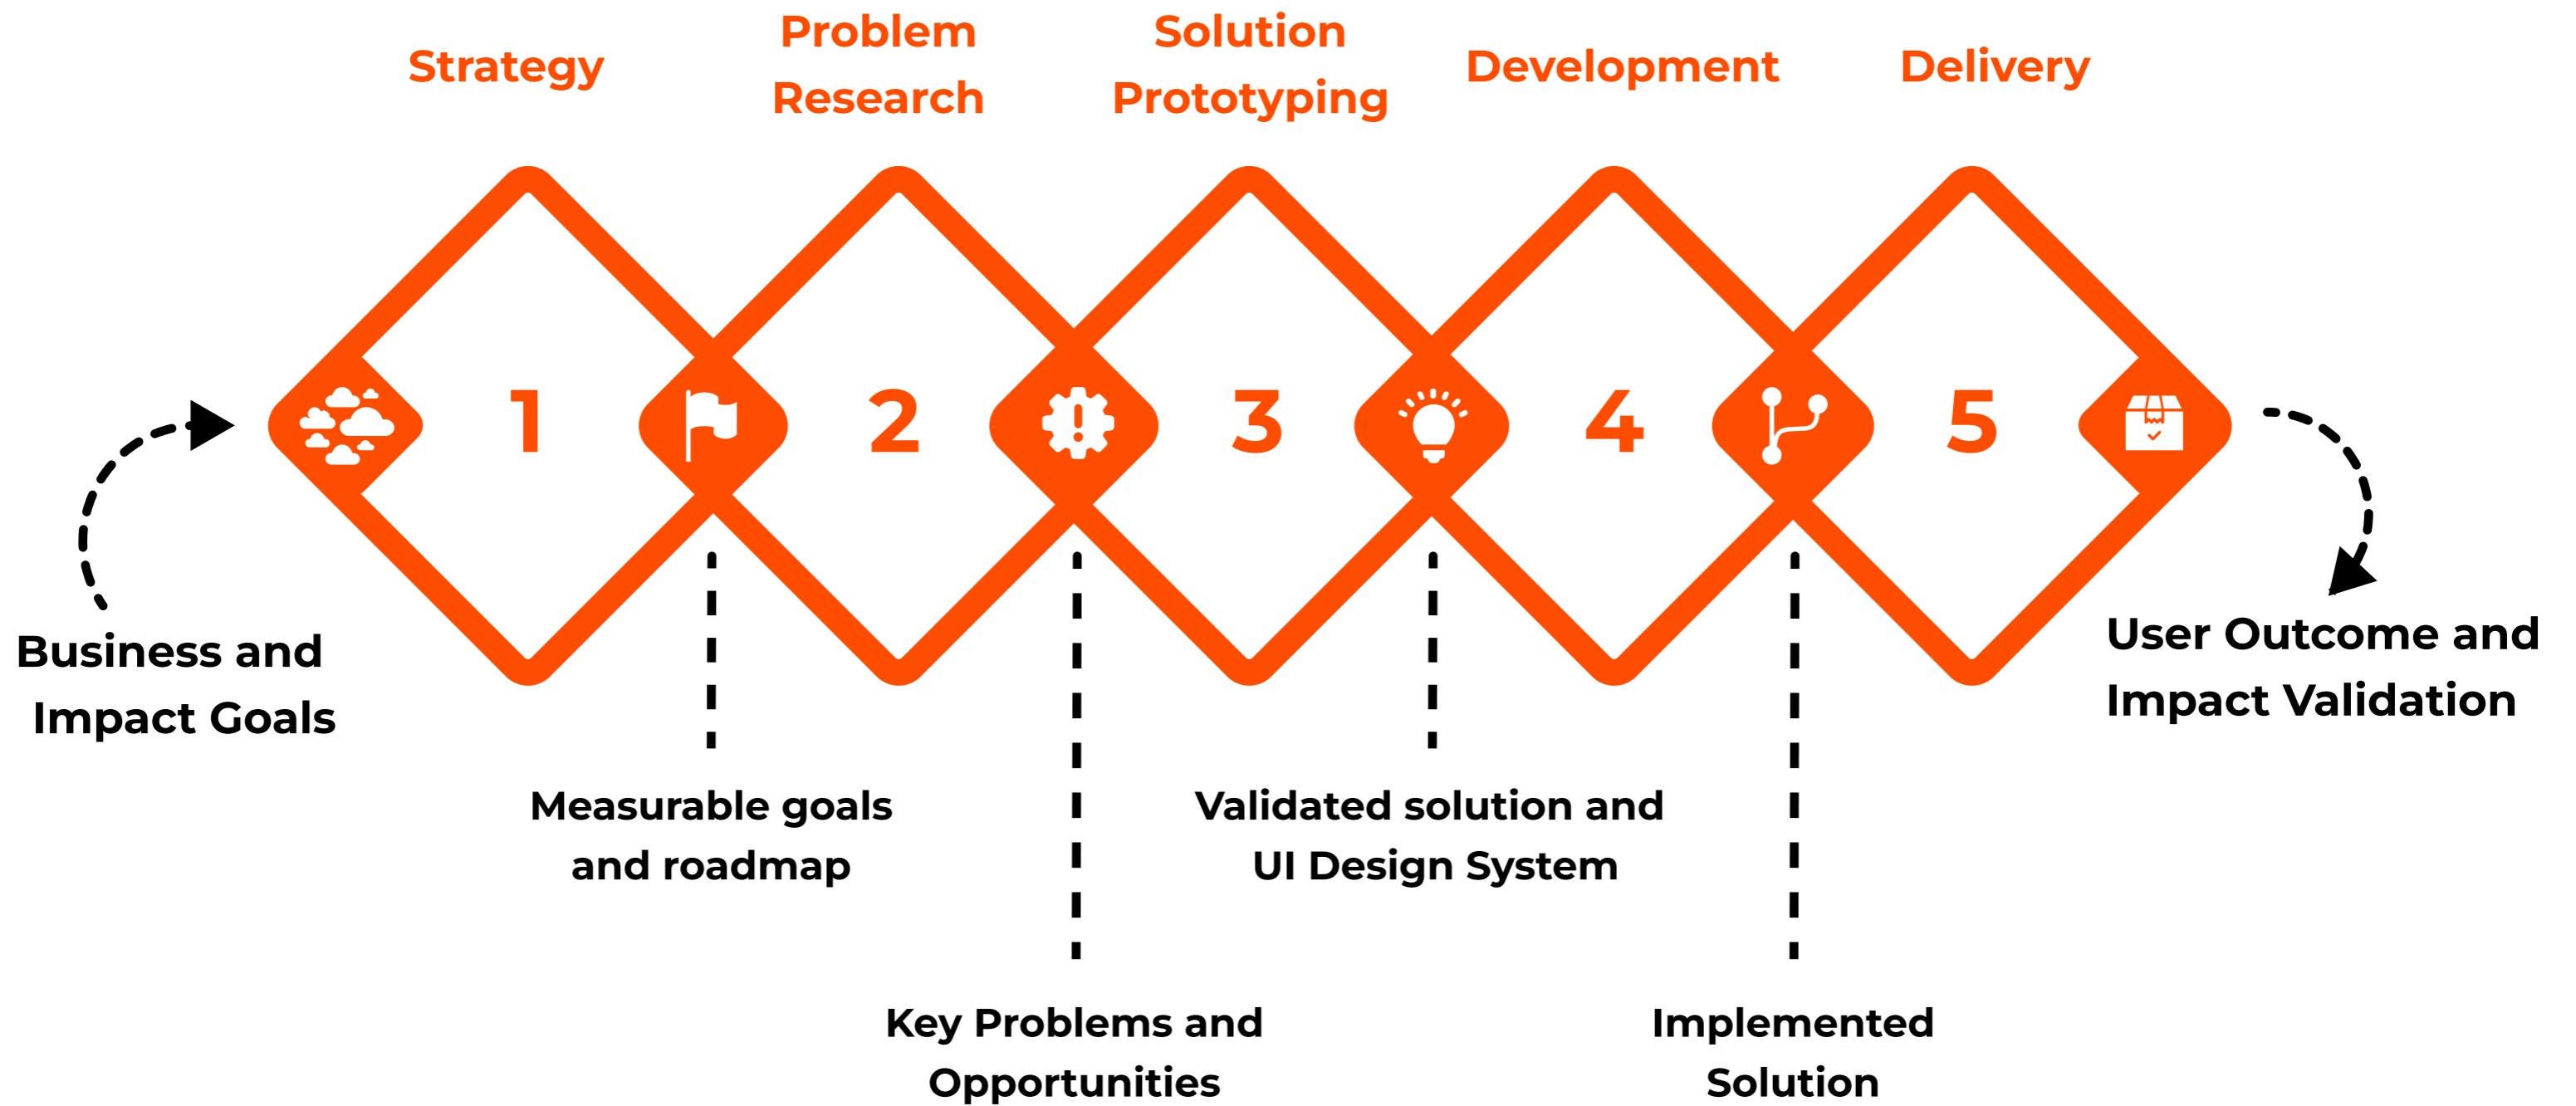 Strategy
Problem
Research
Solution
Prototyping
Development
Delivery
1
2
3
4
5
Business and
Impact Goals
User Outcome and
Impact Validation
Measurable goals
and roadmap
Validated solution and
UI Design System
Key Problems and
Opportunities
Implemented
Solution